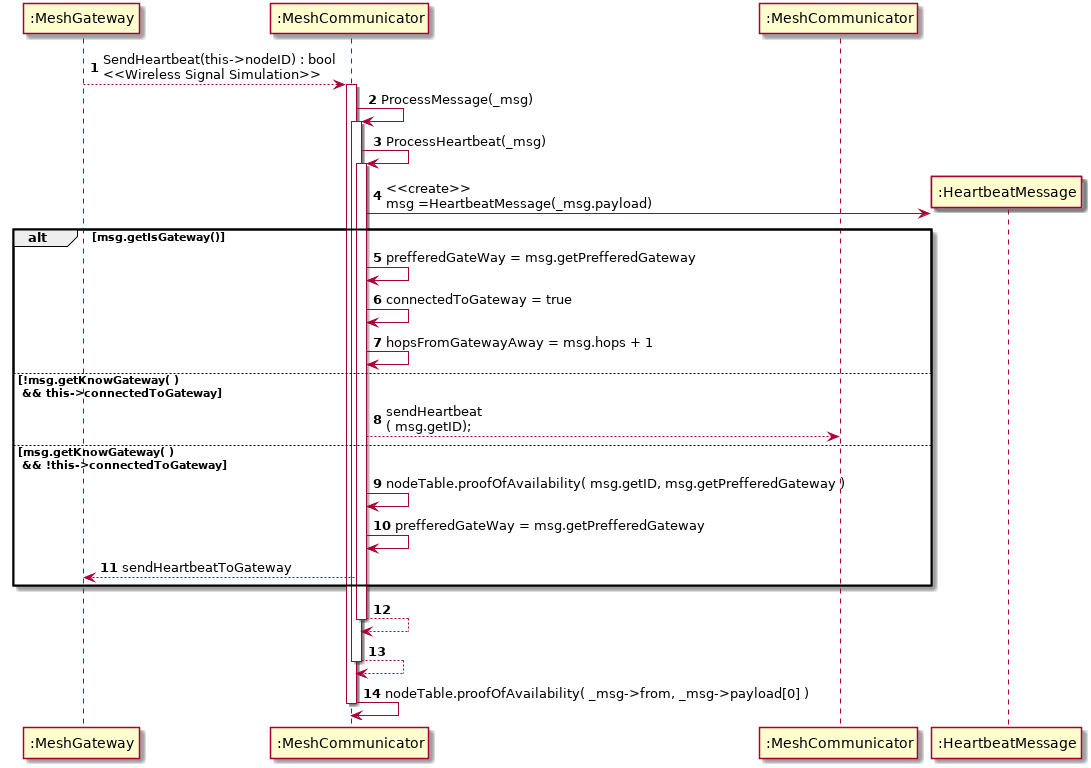 :MeshGateway
:MeshCommunicator
:MeshCommunicator
1 SendHeartbeat(this->nodeID) : bool
<<Wireless Signal Simulation>>
2 ProcessMessage(_msg)
3 ProcessHeartbeat(_msg)
:HeartbeatMessage
4 <<create>>
msg =HeartbeatMessage(_msg.payload)
alt [msg.getIsGateway()]
5 prefferedGateWay = msg.getPrefferedGateway
6 connectedToGateway = true
7 hopsFromGatewayAway = msg.hops + 1
[!msg.getKnowGateway( )
&& this->connectedToGateway]
8 sendHeartbeat
( msg.getID);
[msg.getKnowGateway( )
&& !this->connectedToGateway]
9 nodeTable.proofOfAvailability( msg.getID, msg.getPrefferedGateway )
10 prefferedGateWay = msg.getPrefferedGateway
11 sendHeartbeatToGateway
12
13
14 nodeTable.proofOfAvailability( _msg->from, _msg->payload[0] )
:MeshGateway
:MeshCommunicator
:MeshCommunicator
:HeartbeatMessage